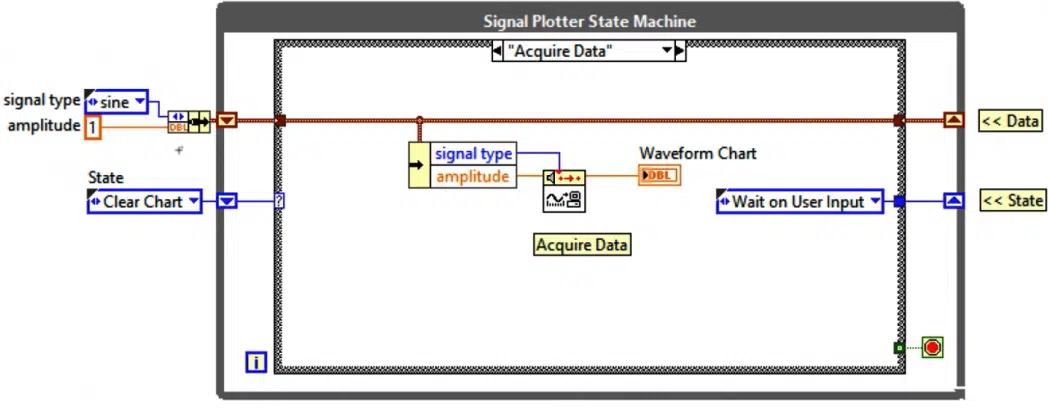 Signal Plotter State Machine
"Acquire Data"
signal type
sine
amplitude
1
DBL
<< Data
signal type
amplitude
Waveform Chart
DBL
State
Clear Chart
?
Wait on User Input
<< State
Acquire Data
i